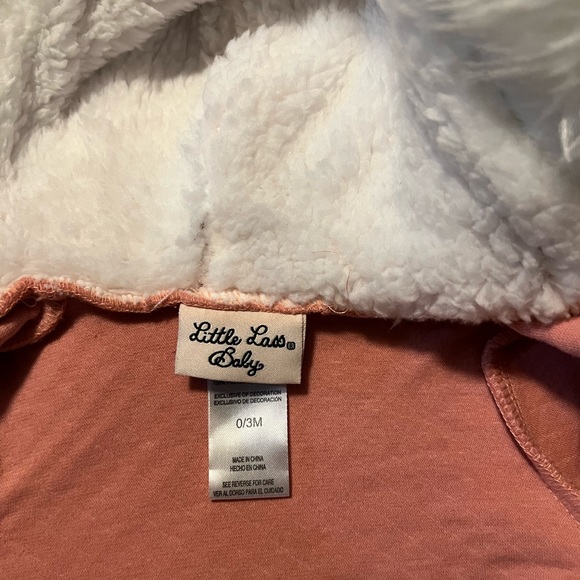 Little Lass®
Baby
EXCLUSIVE OF DECORATION
EXCLUSIVO DE DECORACIÓN
0/3M
MADE IN CHINA
HECHO EN CHINA
SEE REVERSE FOR CARE
VER AL DORSO PARA EL CUIDADO